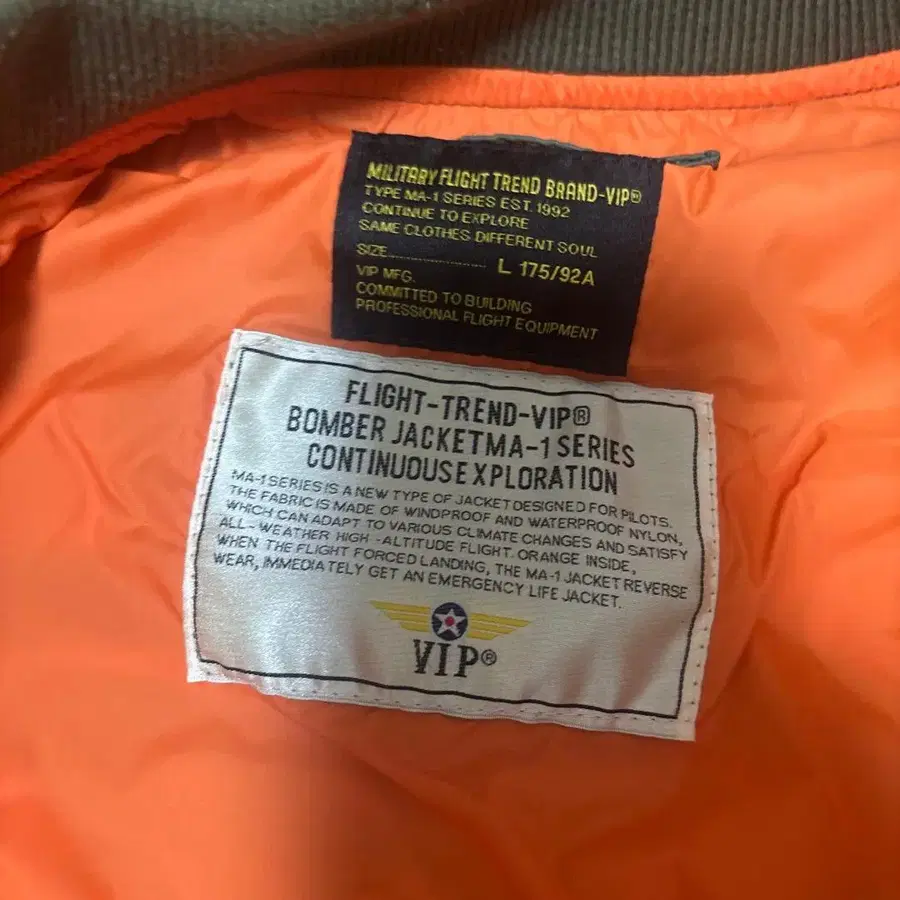 MILITARY FLIGHT TREND BRAND-VIP®
TYPE MA-1 SERIES EST.1992
CONTINUE TO EXPLORE
SAME CLOTHES DIFFERENT SOUL
SIZE................... L 175/92A
VIP MFG.
COMMITTED TO BUILDING
PROFESSIONAL FLIGHT EQUIPMENT
FLIGHT-TREND-VIP®
BOMBER JACKETMA-1 SERIES
CONTINUOUSEXPLORATION
MA-1SERIES IS A NEW TYPE OF JACKET DESIGNED FOR PILOTS.
THE FABRIC IS MADE OF WINDPROOF AND WATERPROOF NYLON,
WHICH CAN ADAPT TO VARIOUS CLIMATE CHANGES AND SATISFY
ALL-WEATHER HIGH-ALTITUDE FLIGHT. ORANGE INSIDE,
WHEN THE FLIGHT FORCED LANDING, THE MA-1 JACKET REVERSE
WEAR, IMMEDIATELY GET AN EMERGENCY LIFE JACKET.
VIP®